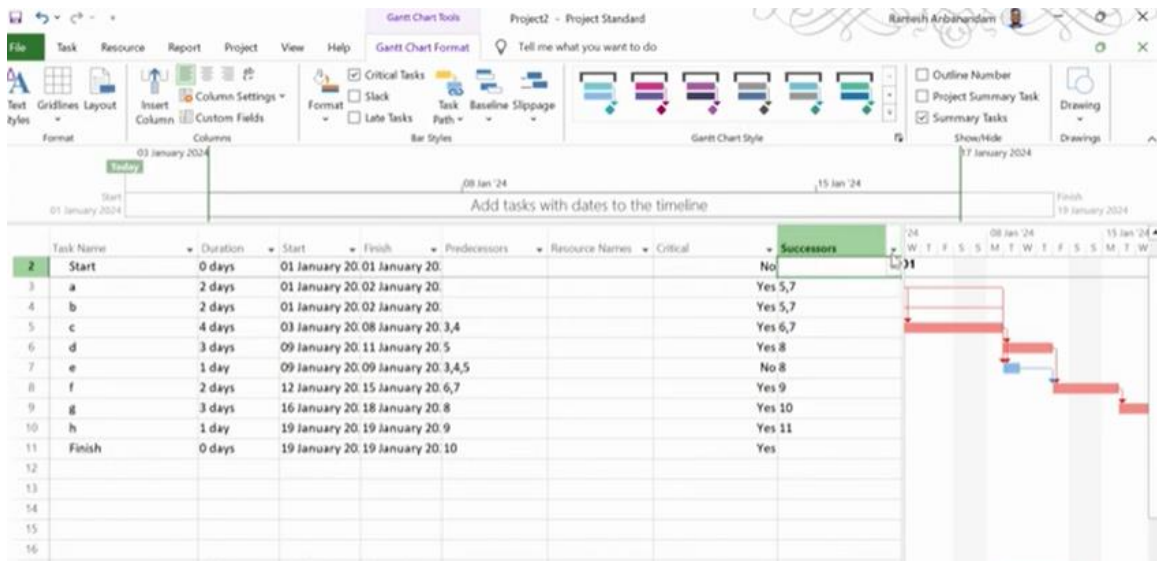 Gantt Chart Tools Project2 - Project Standard Ramesh Anbanandam
File Task Resource Report Project View Help Gantt Chart Format Tell me what you want to do
Critical Tasks
Slack
Late Tasks
Text Styles Gridlines Layout
Insert Column
Column Settings
Custom Fields
Format
Task Path Baseline Slippage
Outline Number
Project Summary Task
Summary Tasks
Drawing
Format Columns Bar Styles Gantt Chart Style Show/Hide Drawings
03 January 2024 17 January 2024
Today
08 Jan '24 15 Jan '24
Start
01 January 2024
Add tasks with dates to the timeline
Finish
19 January 2024
'24 08 Jan '24 15 Jan '24
Task Name Duration Start Finish Predecessors Resource Names Critical Successors W T F S S M T W T F S S M T W
2 Start 0 days 01 January 20 01 January 20 No 01
3 a 2 days 01 January 20 02 January 20 Yes 5,7
4 b 2 days 01 January 20 02 January 20 Yes 5,7
5 c 4 days 03 January 20 08 January 20 3,4 Yes 6,7
6 d 3 days 09 January 20 11 January 20 5 Yes 8
7 e 1 day 09 January 20 09 January 20 3,4,5 No 8
8 f 2 days 12 January 20 15 January 20 6,7 Yes 9
9 g 3 days 16 January 20 18 January 20 8 Yes 10
10 h 1 day 19 January 20 19 January 20 9 Yes 11
11 Finish 0 days 19 January 20 19 January 20 10 Yes
12
13
14
15
16